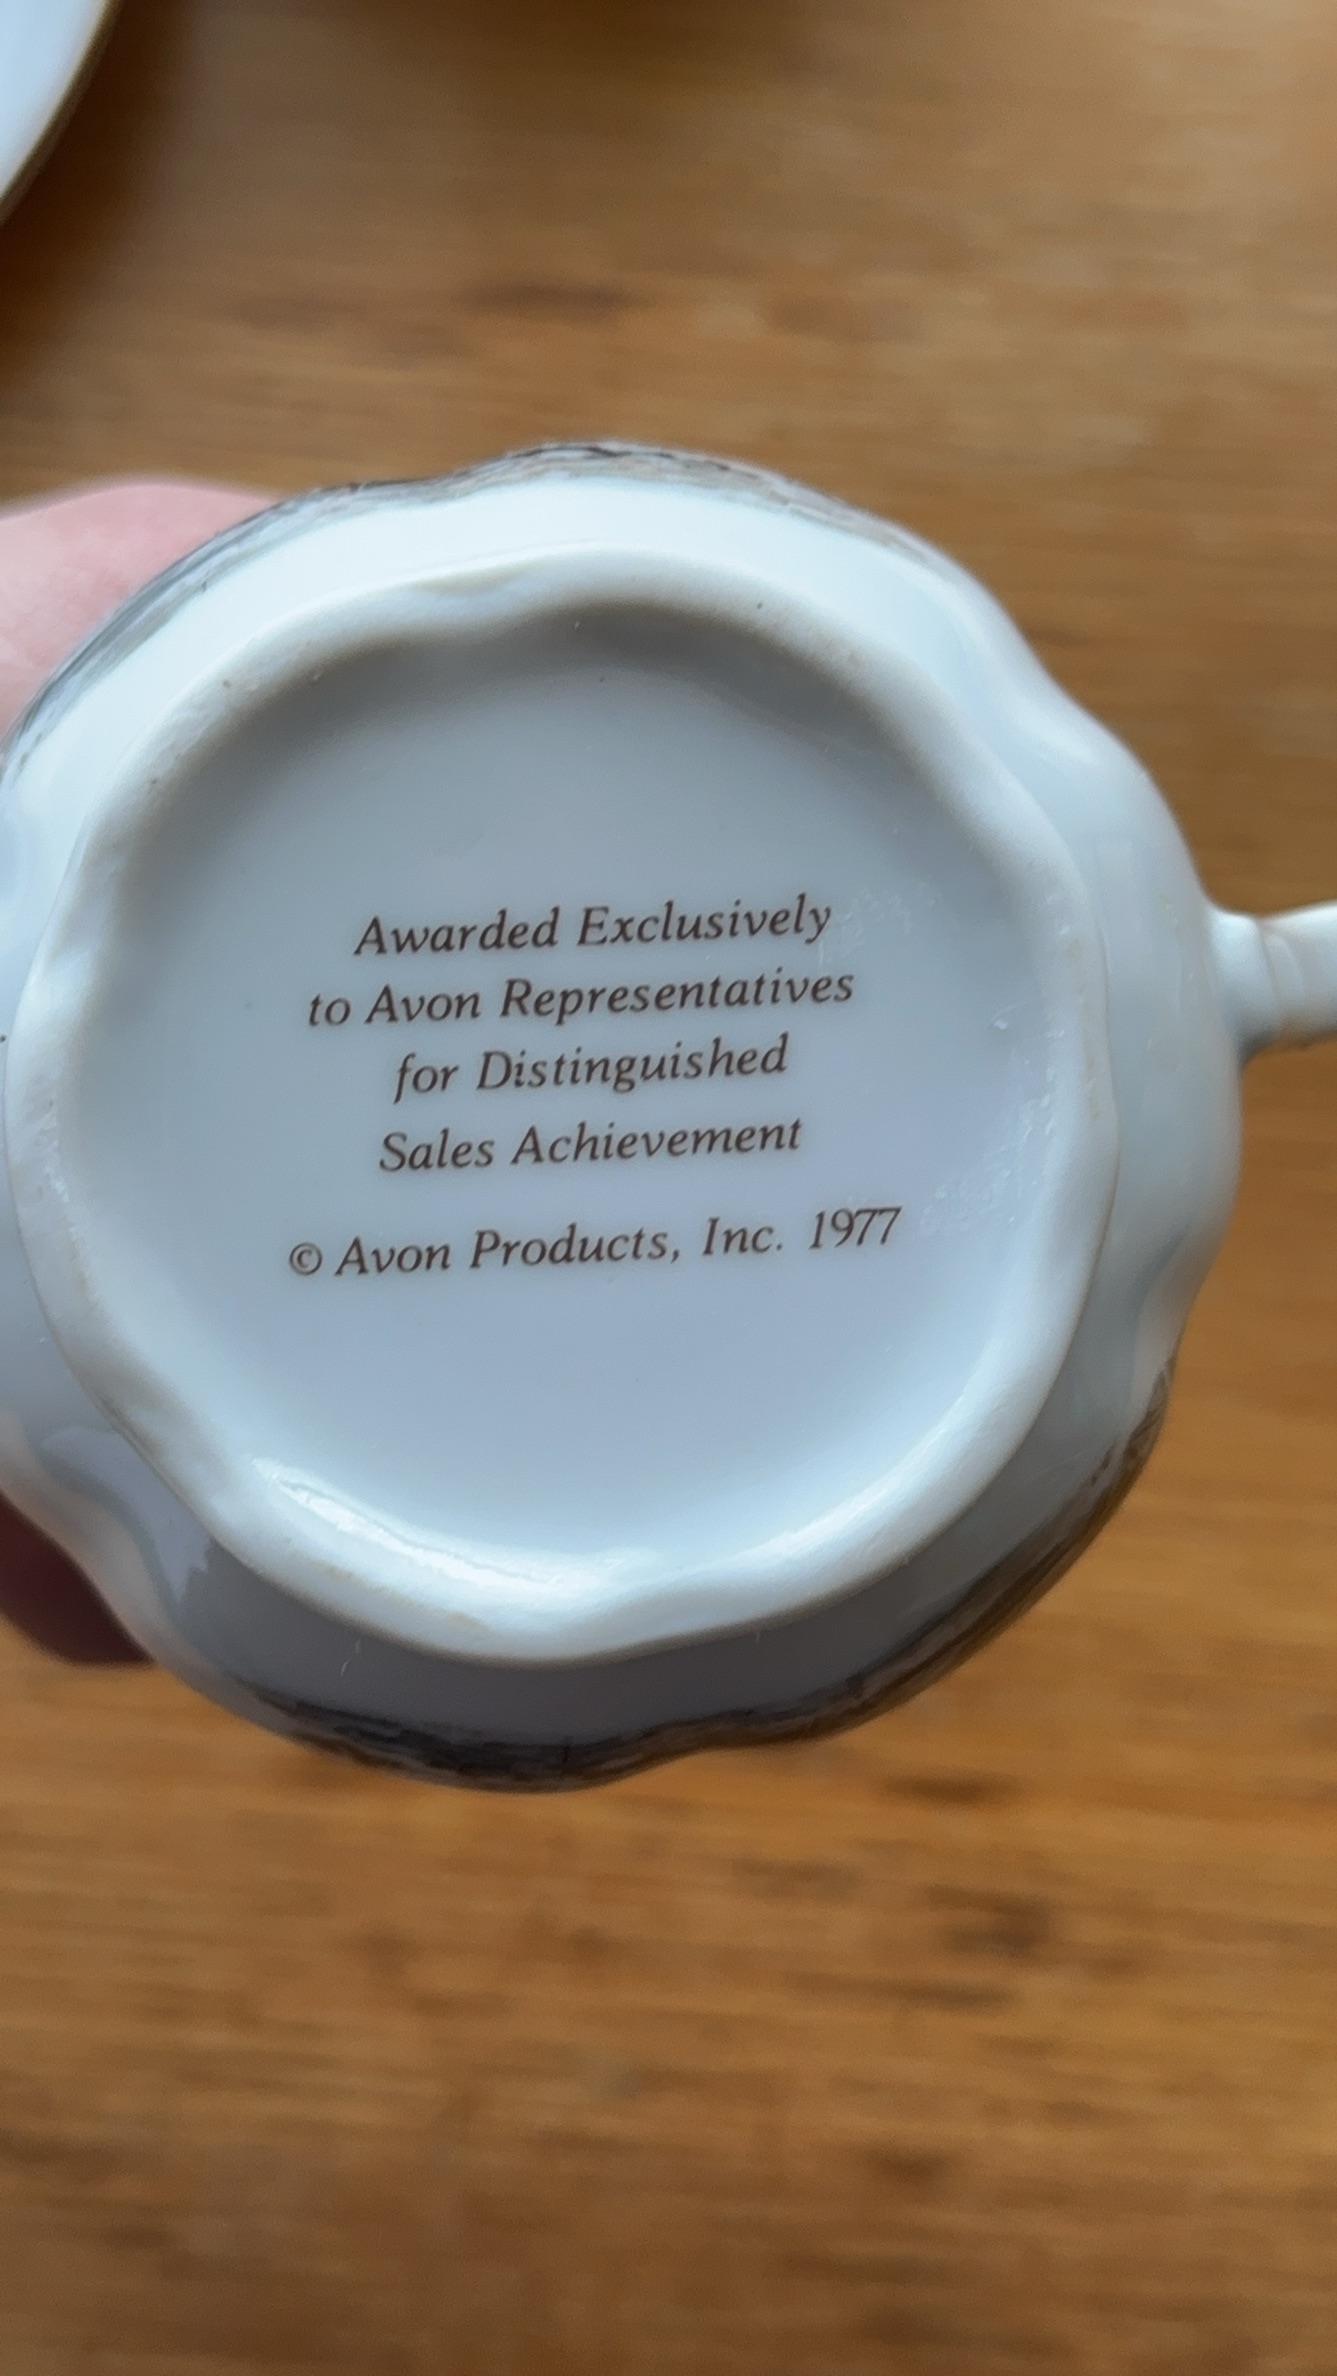 Awarded Exclusively
to Avon Representatives
for Distinguished
Sales Achievement
© Avon Products, Inc. 1977